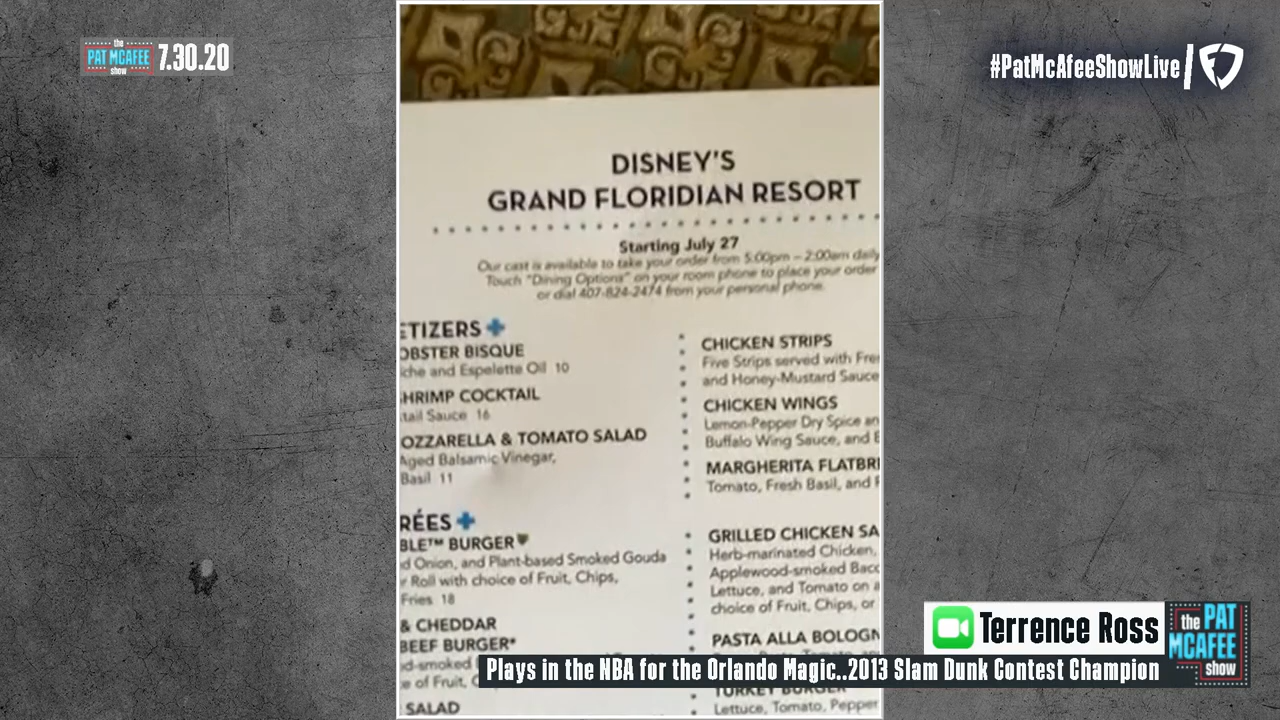 the
PAT MCAFEE
show
7.30.20
#PatMcAfeeShowLive
DISNEY'S
GRAND FLORIDIAN RESORT
Starting July 27
Our cast is available to take your order from 5:00pm – 2:00am daily
Touch "Dining Options" on your room phone to place your order
or dial 407-824-2474 from your personal phone.
ETIZERS
OBSTER BISQUE
che and Espelette Oil 10
HRIMP COCKTAIL
tail Sauce 16
OZZARELLA & TOMATO SALAD
Aged Balsamic Vinegar,
Basil 11
RÉES
BLE™ BURGER
d Onion, and Plant-based Smoked Gouda
r Roll with choice of Fruit, Chips,
Fries 18
& CHEDDAR
BEEF BURGER*
d-smoked
e of Fruit, C
SALAD
CHICKEN STRIPS
Five Strips served with Fre
and Honey-Mustard Sauce
CHICKEN WINGS
Lemon-Pepper Dry Spice an
Buffalo Wing Sauce, and B
MARGHERITA FLATBRE
Tomato, Fresh Basil, and F
GRILLED CHICKEN SA
Herb-marinated Chicken,
Applewood-smoked Baco
Lettuce, and Tomato on a
choice of Fruit, Chips, or
PASTA ALLA BOLOGN
TURKEY BURGER
Lettuce, Tomato, Pepper
Terrence Ross
Plays in the NBA for the Orlando Magic..2013 Slam Dunk Contest Champion
the
PAT
MCAFEE
show